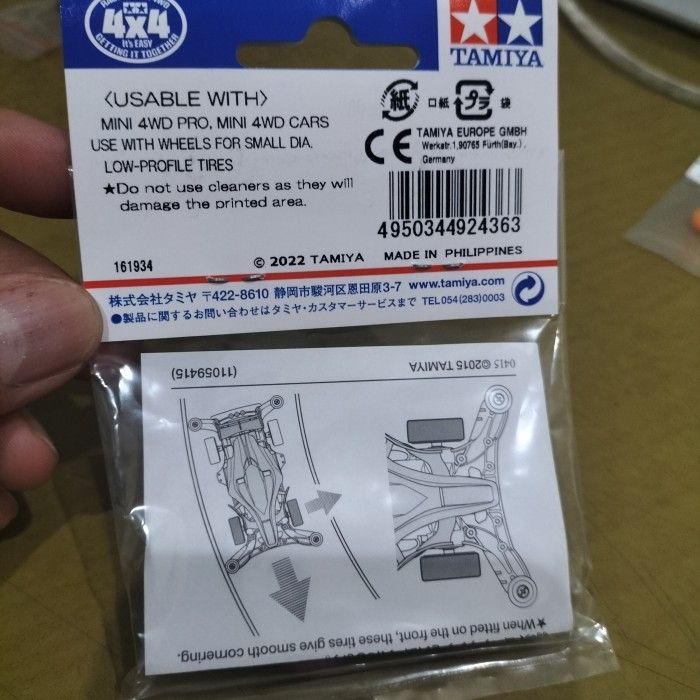 4x4
IT'S EASY
GETTING IT TOGETHER
TAMIYA
〈USABLE WITH〉
MINI 4WD PRO, MINI 4WD CARS
USE WITH WHEELS FOR SMALL DIA.
LOW-PROFILE TIRES
★Do not use cleaners as they will
damage the printed area.
紙 口紙 プラ 袋
CE TAMIYA EUROPE GMBH
Werkstr.1,90765 Fürth(Bay.),
Germany
4950344924363
161934
© 2022 TAMIYA MADE IN PHILIPPINES
株式会社タミヤ 〒422-8610 静岡市駿河区恩田原3-7 www.tamiya.com
●製品に関するお問い合わせはタミヤ・カスタマーサービスまで TEL 054(283)0003
0415 ©2015 TAMIYA (11059415)
★When fitted on the front, these tires give smooth cornering.